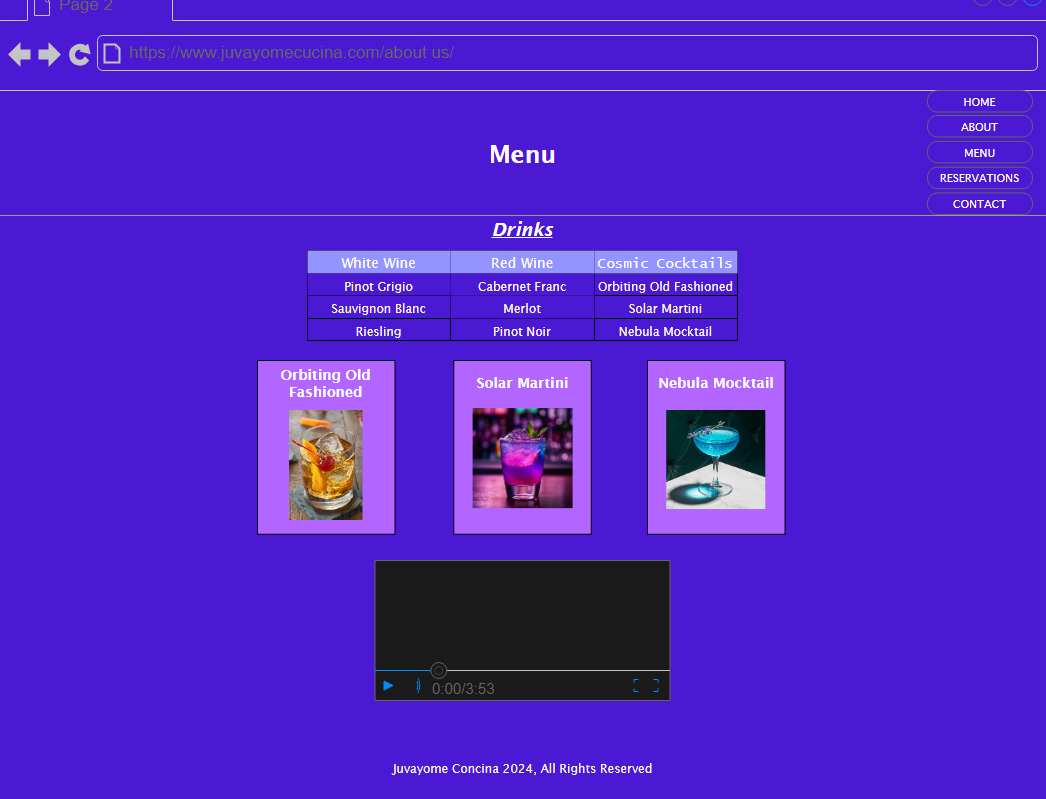 Page 2
https://www.juvayomecucina.com/about us/
HOME
ABOUT
MENU
RESERVATIONS
CONTACT
Menu
Drinks
White Wine Red Wine Cosmic Cocktails
Pinot Grigio Cabernet Franc Orbiting Old Fashioned
Sauvignon Blanc Merlot Solar Martini
Riesling Pinot Noir Nebula Mocktail
Orbiting Old
Fashioned
Solar Martini
Nebula Mocktail
0:00/3:53
Juvayome Concina 2024, All Rights Reserved